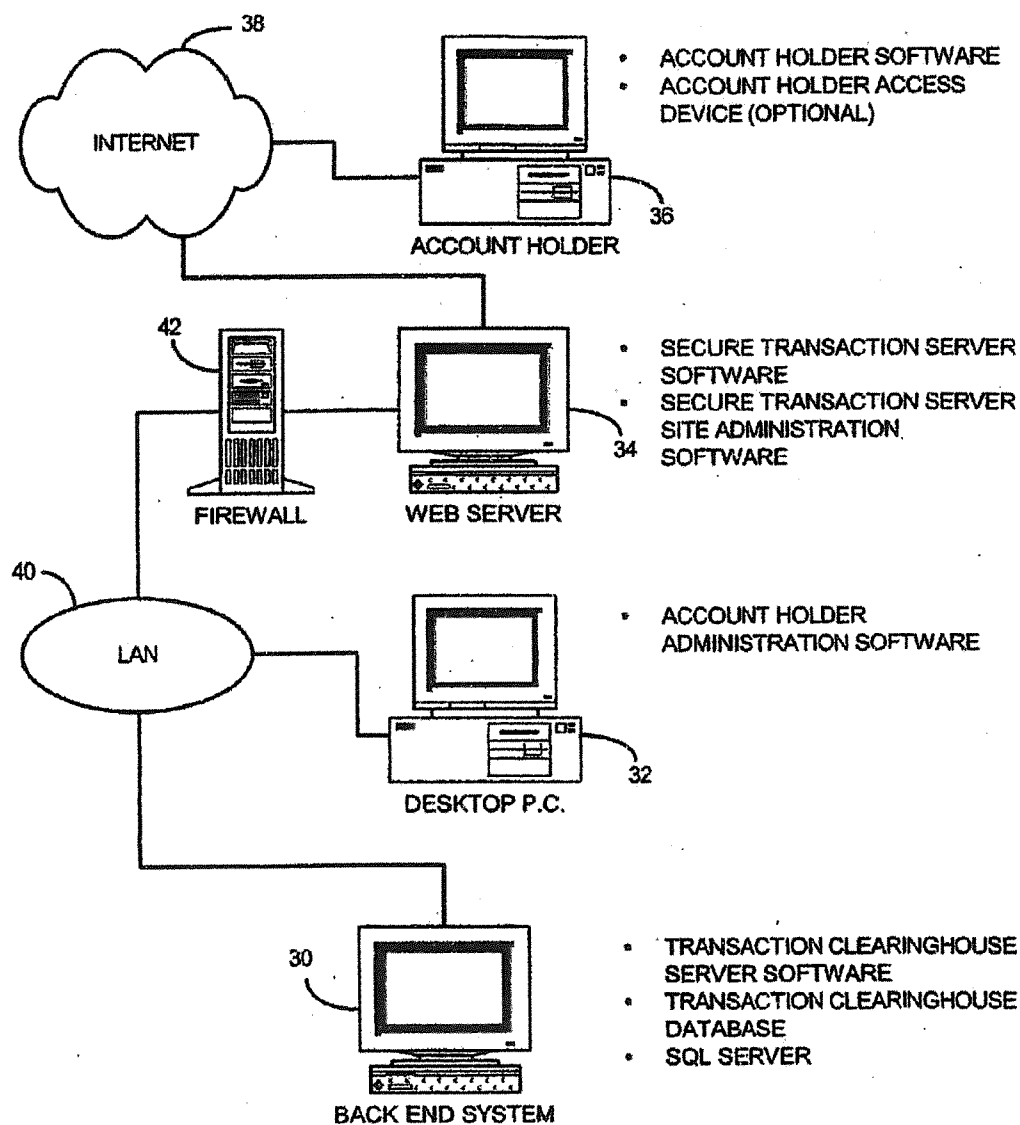 38
INTERNET
• ACCOUNT HOLDER SOFTWARE
• ACCOUNT HOLDER ACCESS
DEVICE (OPTIONAL)
36
ACCOUNT HOLDER
42
FIREWALL
34
WEB SERVER
• SECURE TRANSACTION SERVER
SOFTWARE
• SECURE TRANSACTION SERVER
SITE ADMINISTRATION
SOFTWARE
40
LAN
• ACCOUNT HOLDER
ADMINISTRATION SOFTWARE
32
DESKTOP P.C.
30
BACK END SYSTEM
• TRANSACTION CLEARINGHOUSE
SERVER SOFTWARE
• TRANSACTION CLEARINGHOUSE
DATABASE
• SQL SERVER